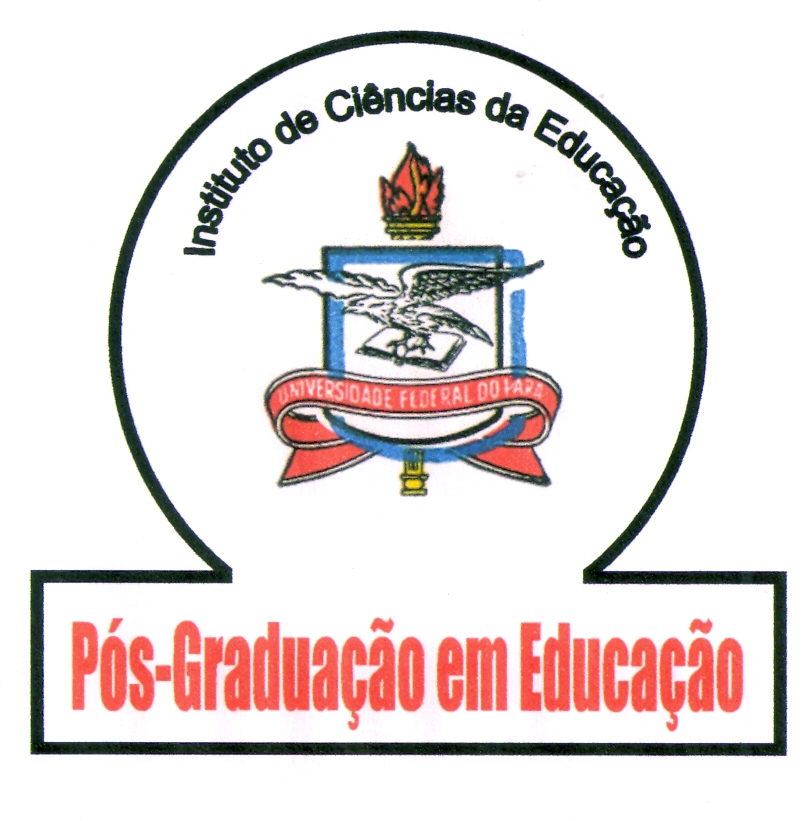 Instituto de Ciências da Educação
UNIVERSIDADE FEDERAL DO PARÁ
Pós-Graduação em Educação